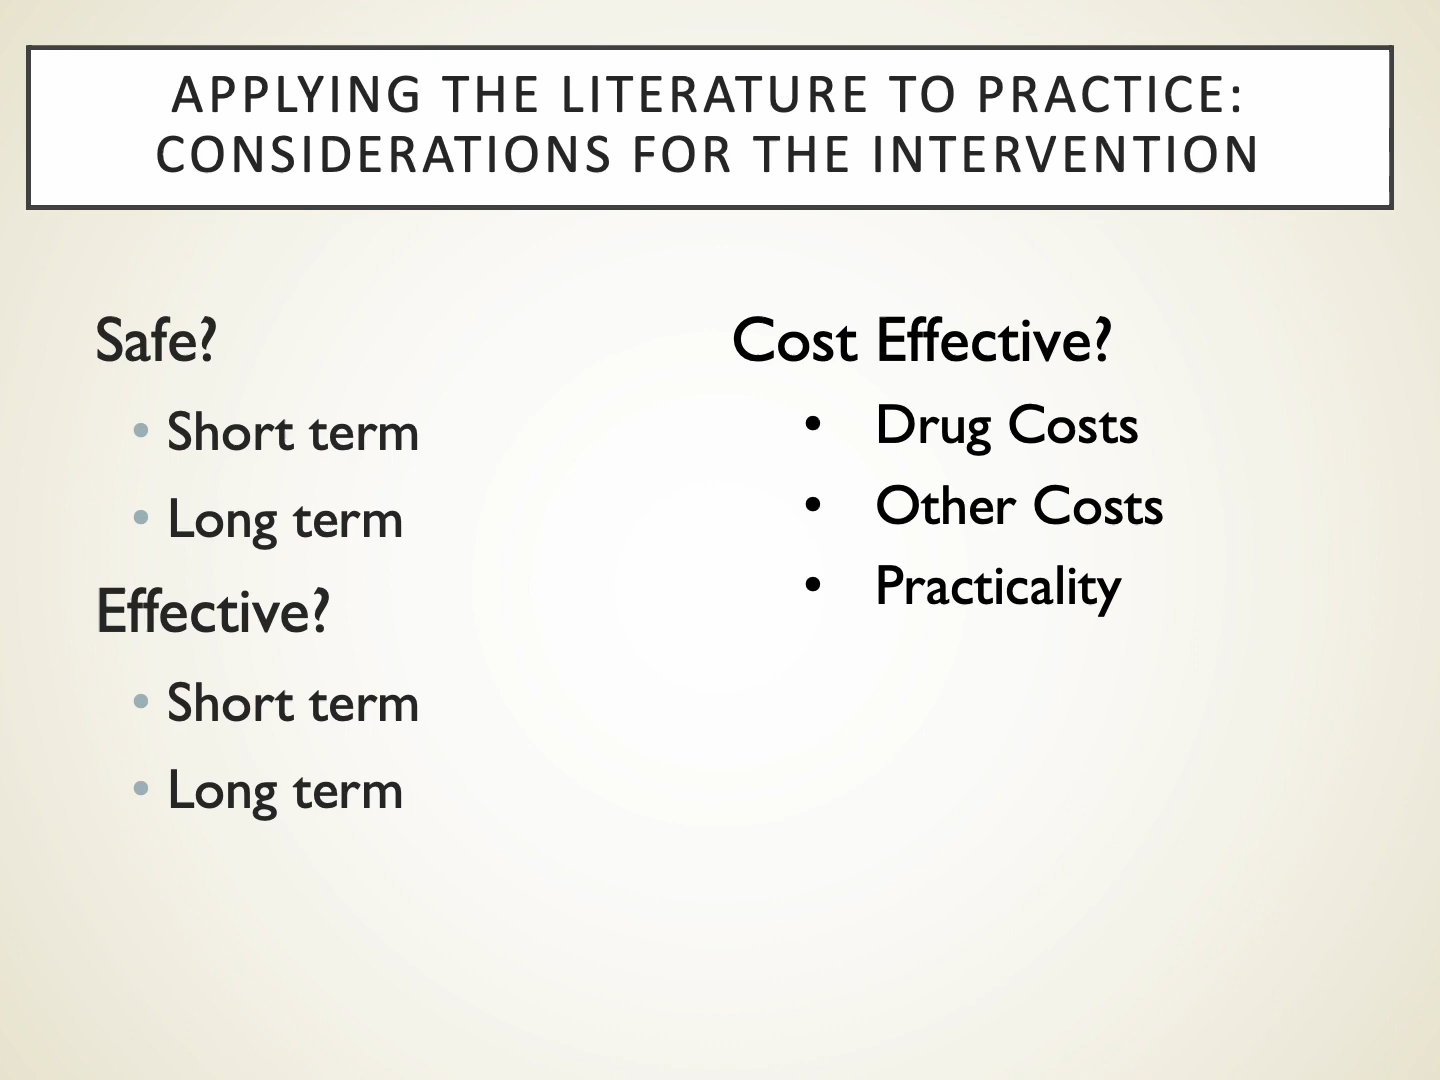 APPLYING THE LITERATURE TO PRACTICE:
CONSIDERATIONS FOR THE INTERVENTION
Safe?
• Short term
• Long term
Effective?
• Short term
• Long term
Cost Effective?
• Drug Costs
• Other Costs
• Practicality